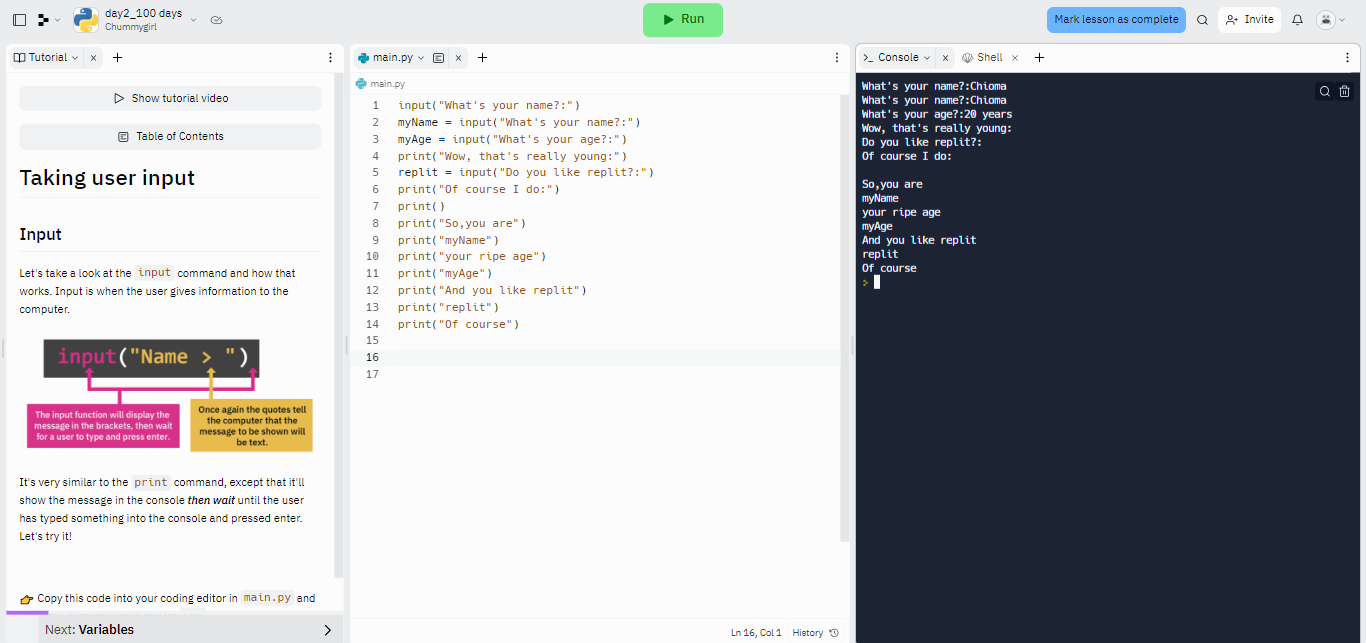 day2_100 days
Chummygirl
Run
Mark lesson as complete
Invite
Tutorial
Show tutorial video
Table of Contents
Taking user input
Input
Let's take a look at the input command and how that
works. Input is when the user gives information to the
computer.
input("Name > ")
The input function will display the
message in the brackets, then wait
for a user to type and press enter.
Once again the quotes tell
the computer that the
message to be shown will
be text.
It's very similar to the print command, except that it'll
show the message in the console then wait until the user
has typed something into the console and pressed enter.
Let's try it!
👉 Copy this code into your coding editor in main.py and
Next: Variables
main.py
main.py
1 input("What's your name?:")
2 myName = input("What's your name?:")
3 myAge = input("What's your age?:")
4 print("Wow, that's really young:")
5 replit = input("Do you like replit?:")
6 print("Of course I do:")
7 print()
8 print("So,you are")
9 print("myName")
10 print("your ripe age")
11 print("myAge")
12 print("And you like replit")
13 print("replit")
14 print("Of course")
15
16
17
Ln 16, Col 1 History
>_ Console
Shell
What's your name?:Chioma
What's your name?:Chioma
What's your age?:20 years
Wow, that's really young:
Do you like replit?:
Of course I do:
So,you are
myName
your ripe age
myAge
And you like replit
replit
Of course
>